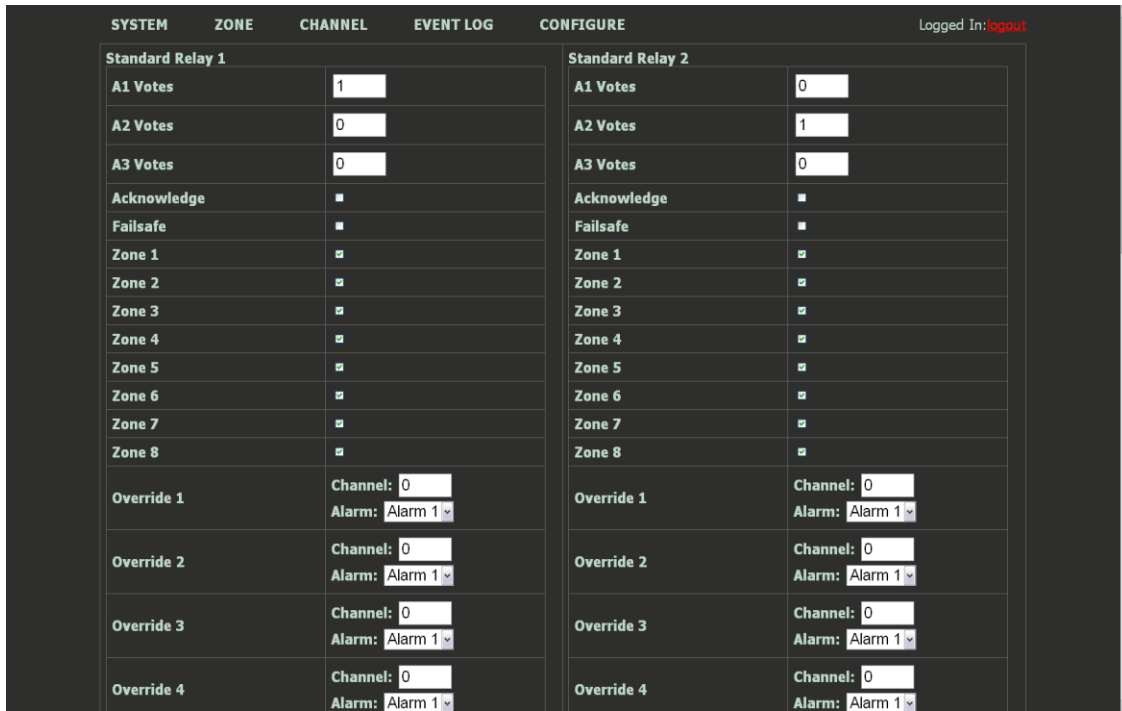 SYSTEM ZONE CHANNEL EVENT LOG CONFIGURE Logged In:logout
Standard Relay 1 Standard Relay 2
A1 Votes 1 A1 Votes 0
A2 Votes 0 A2 Votes 1
A3 Votes 0 A3 Votes 0
Acknowledge Acknowledge
Failsafe Failsafe
Zone 1 Zone 1
Zone 2 Zone 2
Zone 3 Zone 3
Zone 4 Zone 4
Zone 5 Zone 5
Zone 6 Zone 6
Zone 7 Zone 7
Zone 8 Zone 8
Override 1 Channel: 0 Override 1 Channel: 0
Alarm: Alarm 1 Alarm: Alarm 1
Override 2 Channel: 0 Override 2 Channel: 0
Alarm: Alarm 1 Alarm: Alarm 1
Override 3 Channel: 0 Override 3 Channel: 0
Alarm: Alarm 1 Alarm: Alarm 1
Override 4 Channel: 0 Override 4 Channel: 0
Alarm: Alarm 1 Alarm: Alarm 1